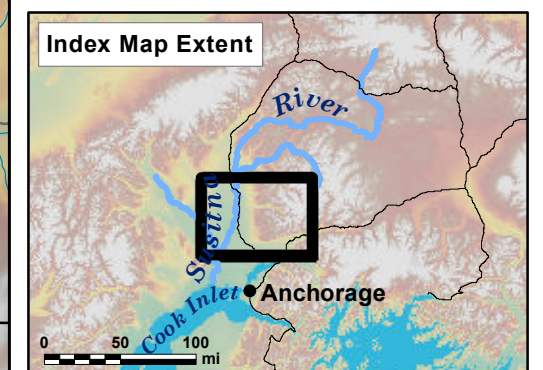 Index Map Extent
River
Susitna
Cook Inlet
Anchorage
0 50 100
mi